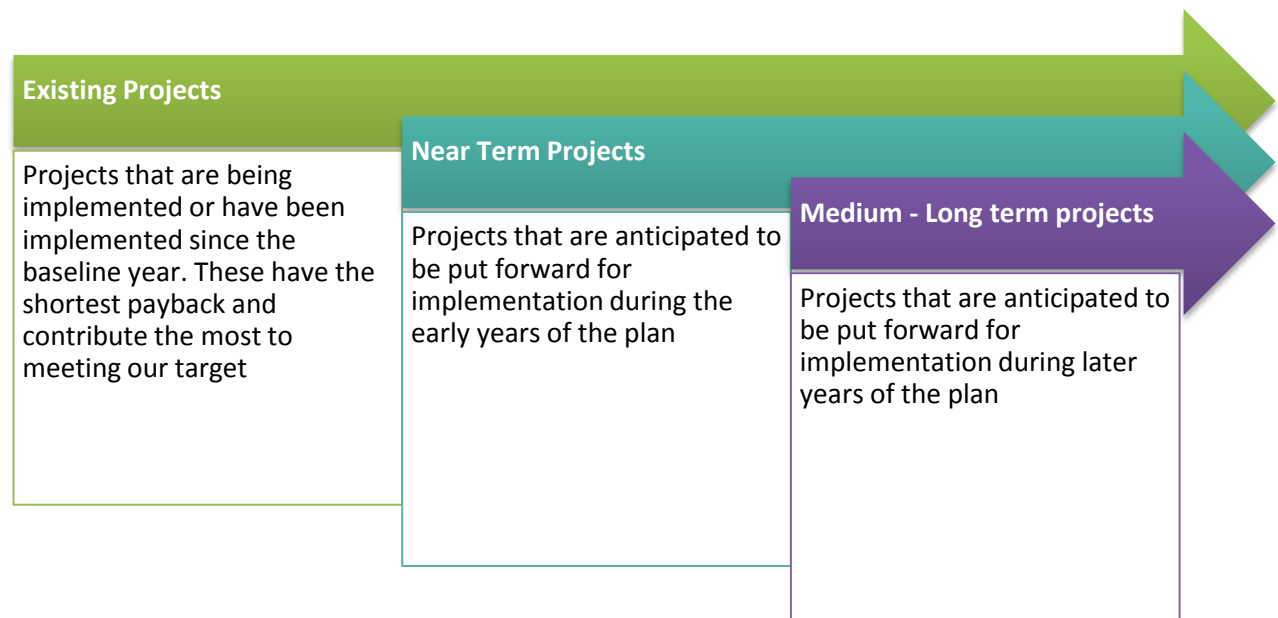 Existing Projects
Projects that are being
implemented or have been
implemented since the
baseline year. These have the
shortest payback and
contribute the most to
meeting our target
Near Term Projects
Projects that are anticipated to
be put forward for
implementation during the
early years of the plan
Medium - Long term projects
Projects that are anticipated to
be put forward for
implementation during later
years of the plan